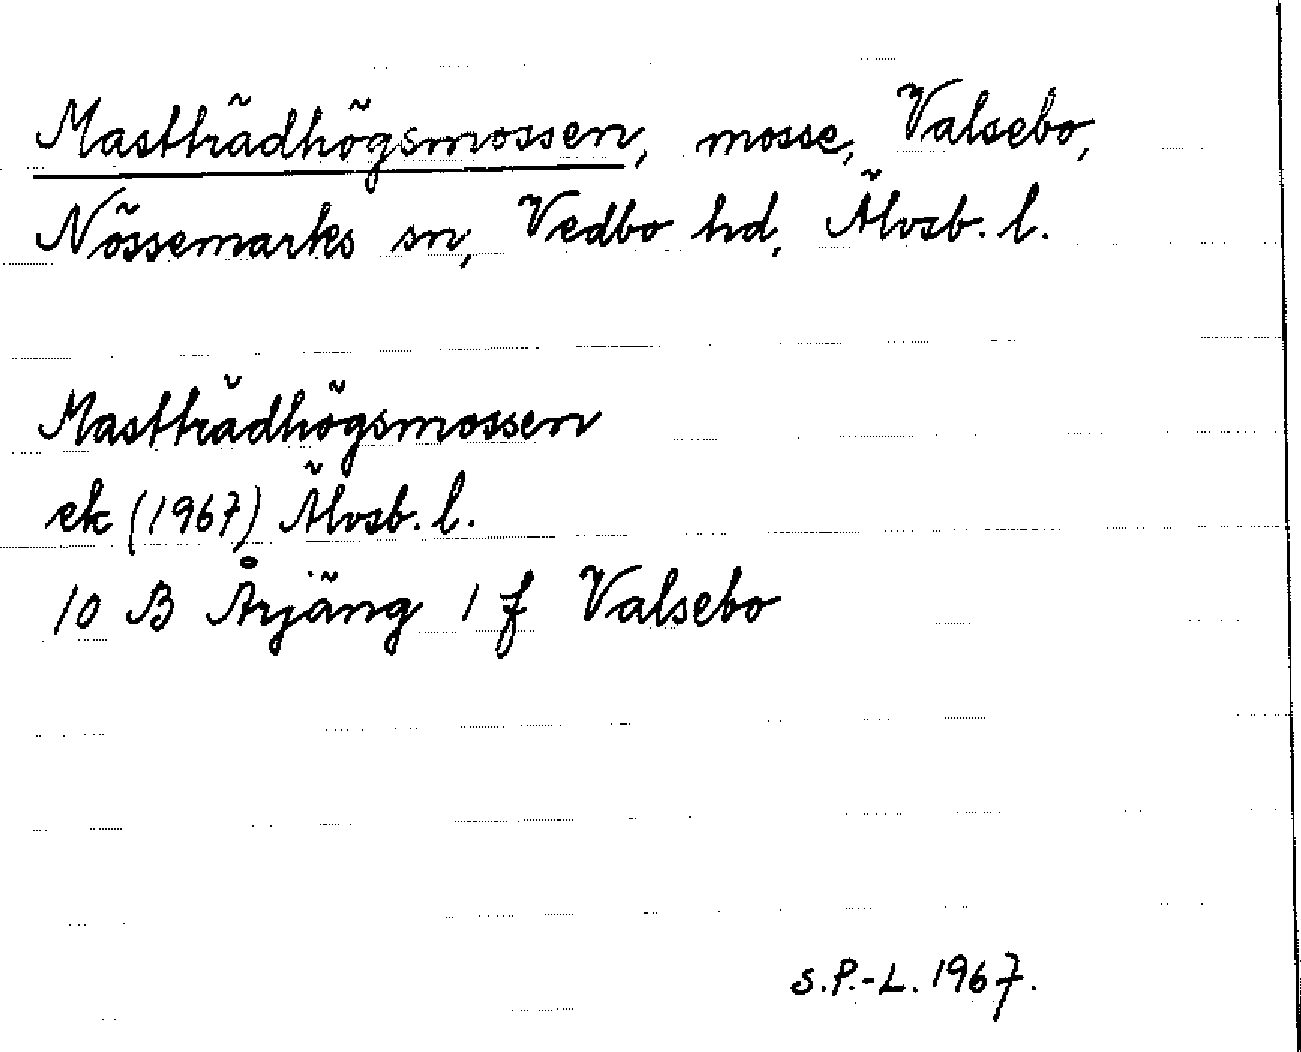 Mastträdhögsmossen, mosse, Valsebo,
Nössemarks sn, Vedbo hd, Älvsb. l.
Mastträdhögsmossen
ek (1967) Älvsb. l.
10 B Årjäng 1 f Valsebo
S.P.-L. 1967.